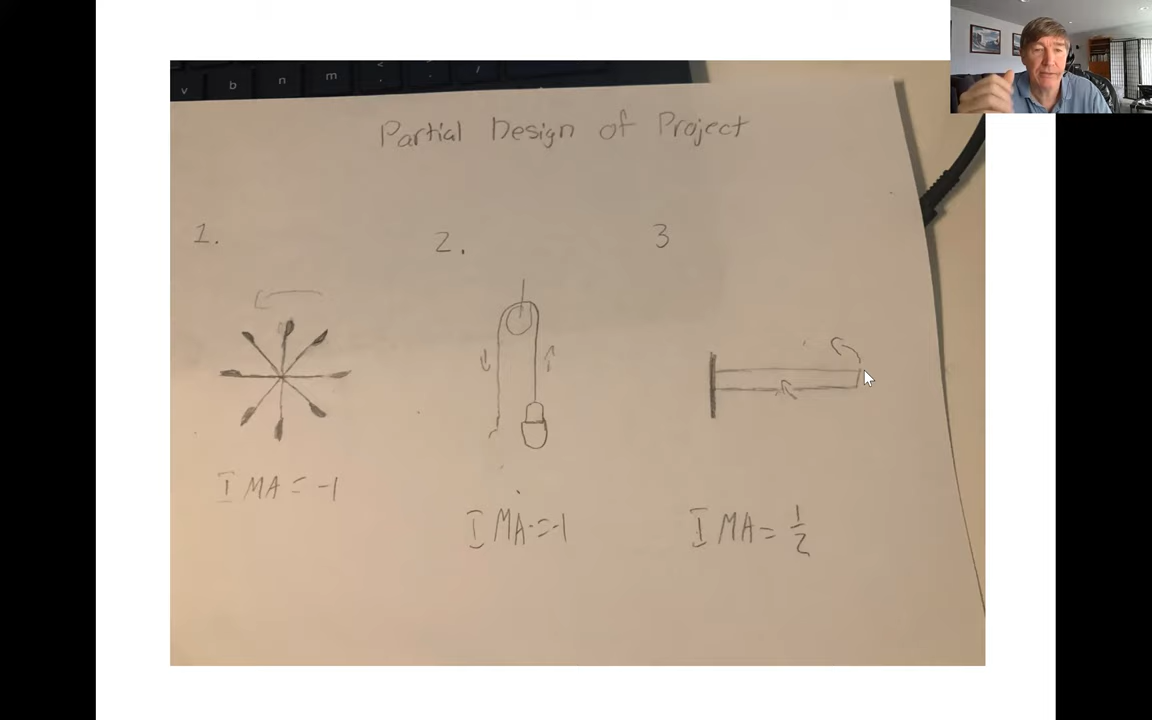 v b n m < , . /
Partial Design of Project
1.
2.
3
IMA = -1
IMA = -1
IMA = 1/2